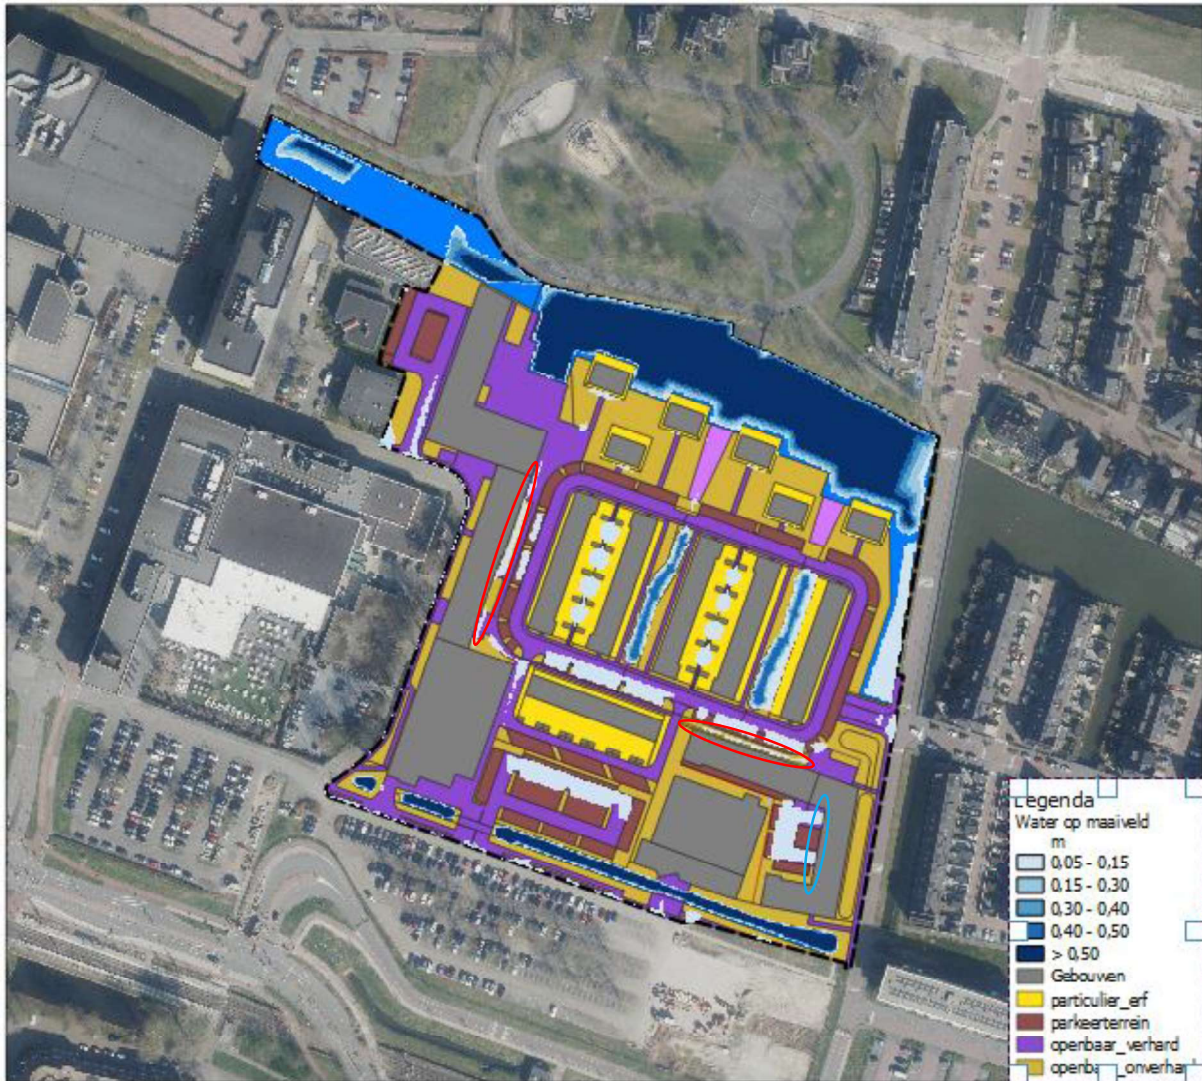 Legenda
Water op maaiveld
m
0,05 - 0,15
0,15 - 0,30
0,30 - 0,40
0,40 - 0,50
> 0,50
Gebouwen
particulier_erf
parkeerterrein
openbaar_verhard